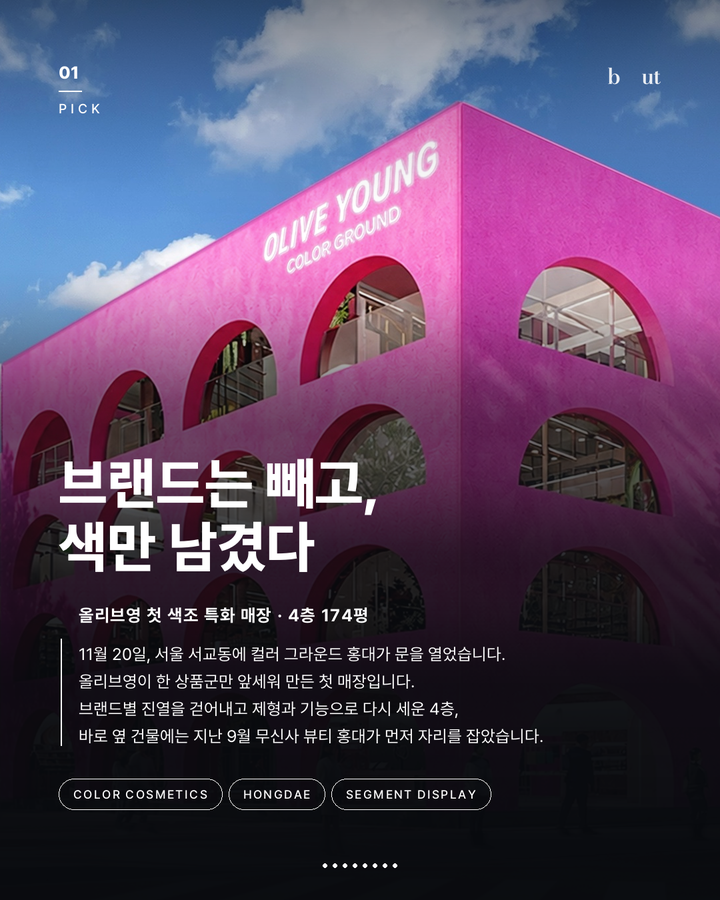 01
PICK
b ut
OLIVE YOUNG
COLOR GROUND
브랜드는 빼고,
색만 남겼다
올리브영 첫 색조 특화 매장 · 4층 174평
11월 20일, 서울 서교동에 컬러 그라운드 홍대가 문을 열었습니다.
올리브영이 한 상품군만 앞세워 만든 첫 매장입니다.
브랜드별 진열을 걷어내고 제형과 기능으로 다시 세운 4층,
바로 옆 건물에는 지난 9월 무신사 뷰티 홍대가 먼저 자리를 잡았습니다.
COLOR COSMETICS
HONGDAE
SEGMENT DISPLAY